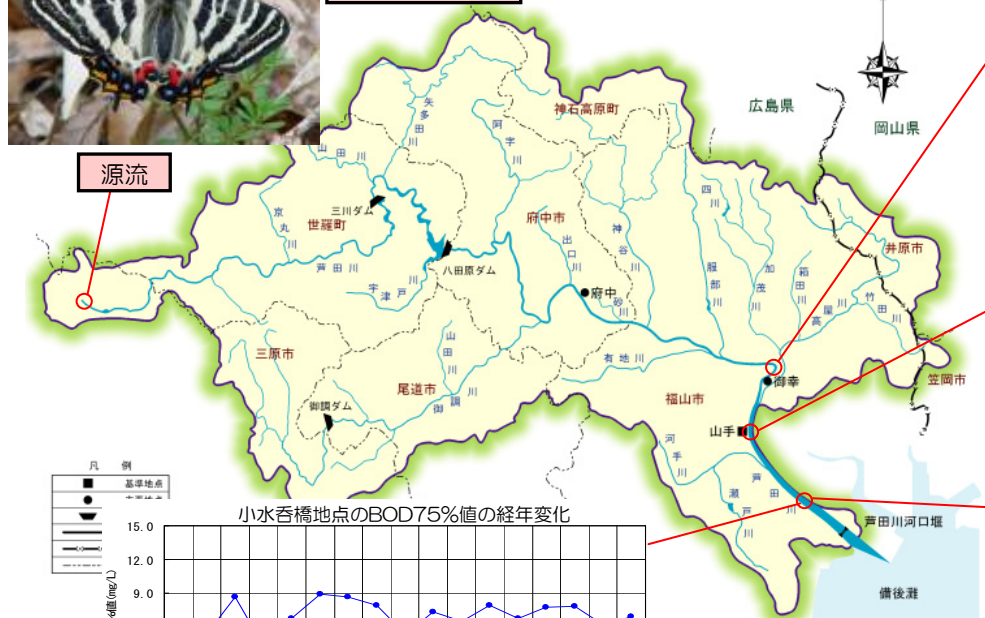 源流
広島県
岡山県
神石高原町
矢多田川
阿字川
山田川
京丸川
世羅町
三川ダム
芦田川
宇津戸川
八田原ダム
府中市
出口川
神谷川
四川
服部川
加茂川
箱田川
高屋川
竹田川
井原市
笠岡市
府中
砂川
有地川
三原市
尾道市
山田川
御調川
御調ダム
福山市
御幸
山手
河手川
瀬戸川
芦田川
芦田川河口堰
備後灘
凡 例
基準地点
小水呑橋地点のBOD75%値の経年変化
15.0
12.0
9.0
%値(mg/L)